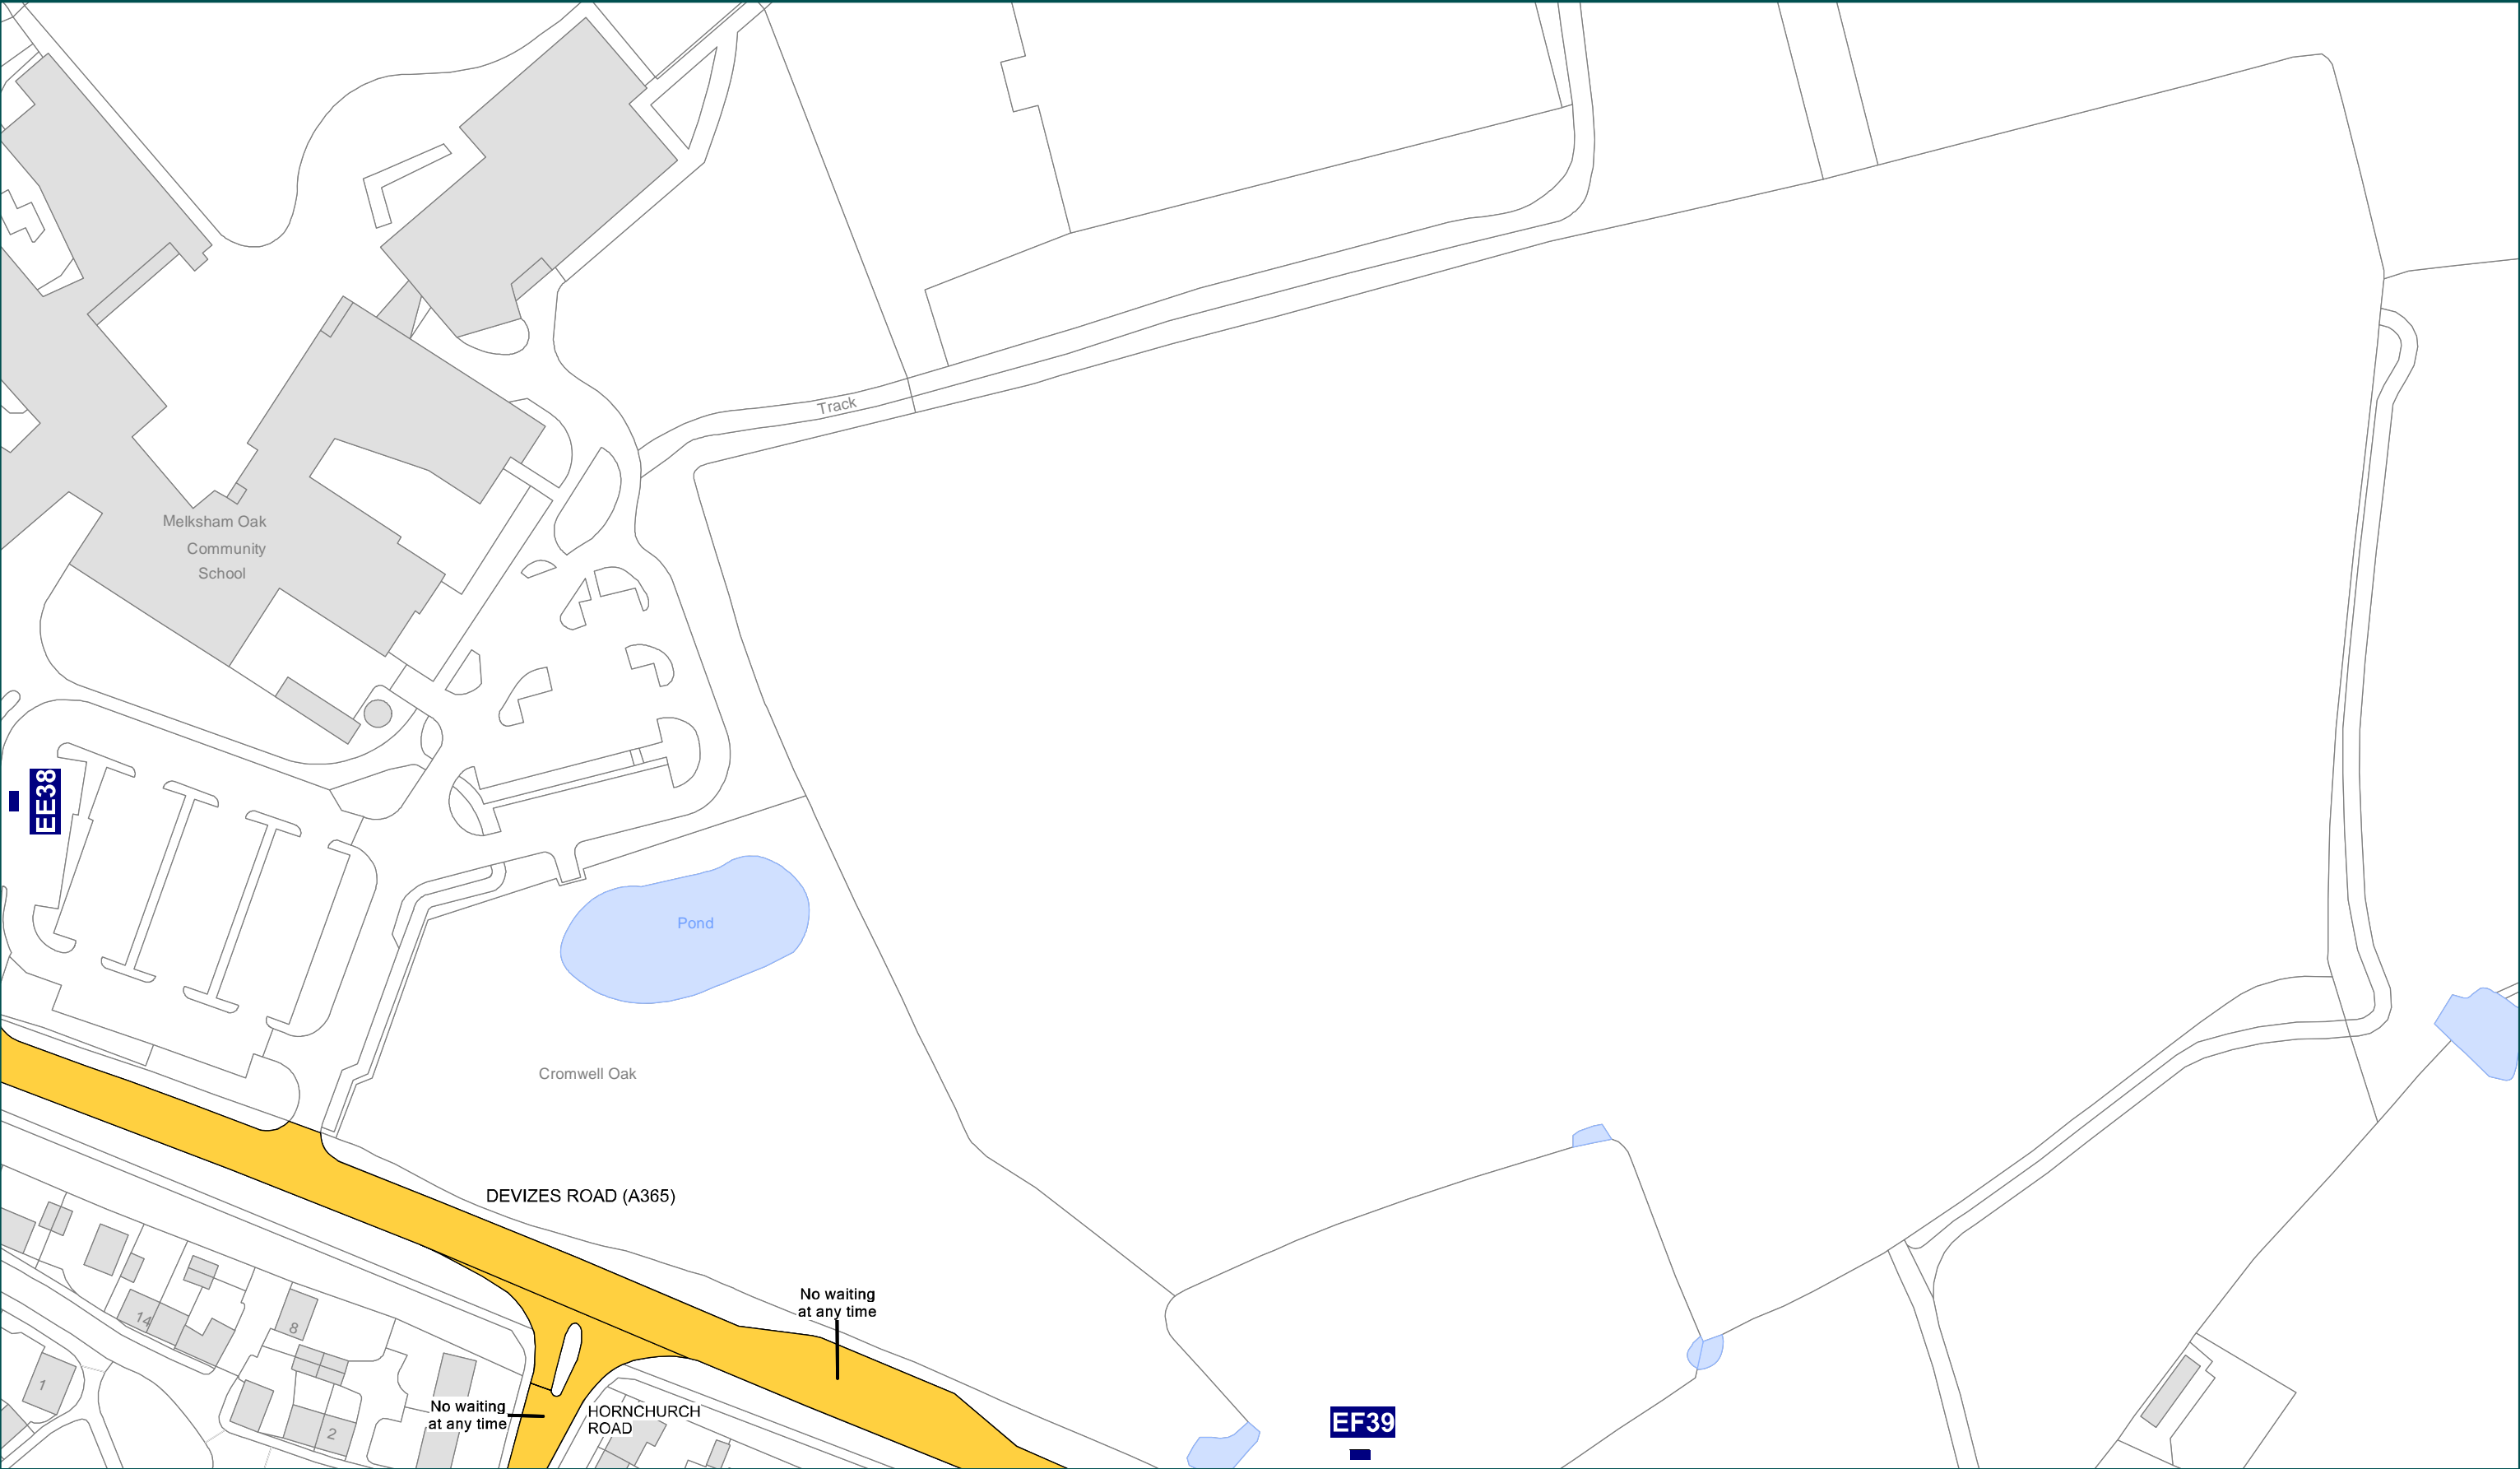 Track
Melksham Oak
Community
School
EE38
Pond
Cromwell Oak
DEVIZES ROAD (A365)
No waiting
at any time
14
8
1
2
No waiting
at any time
HORNCHURCH
ROAD
EF39